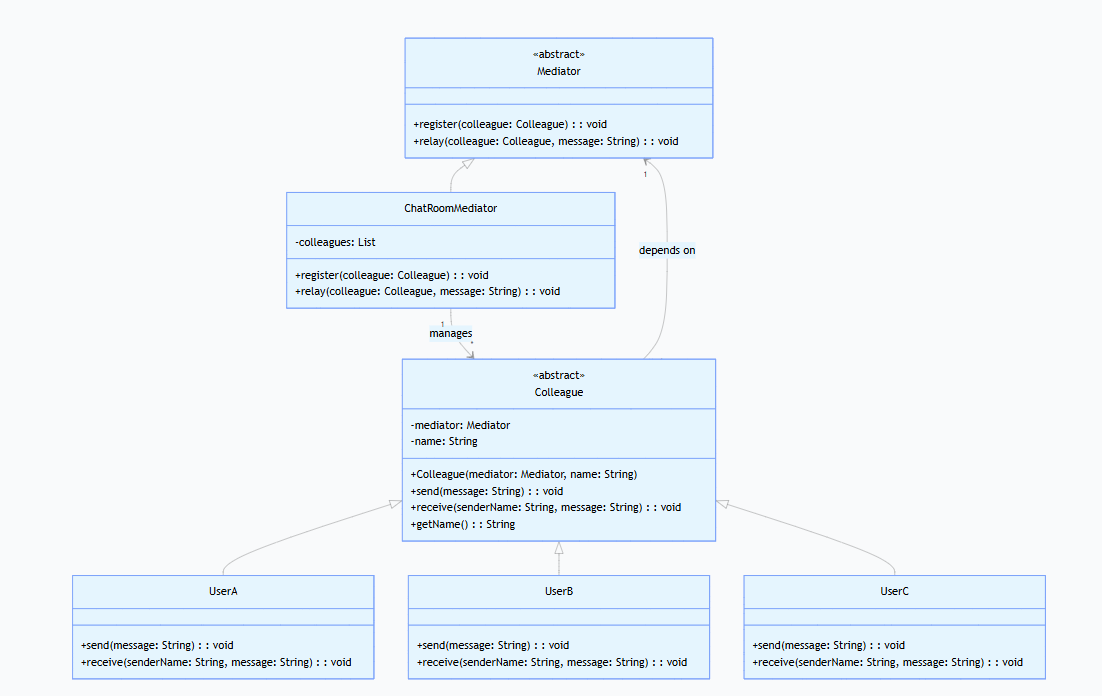 «abstract»
Mediator
+register(colleague: Colleague) : : void
+relay(colleague: Colleague, message: String) : : void
1
ChatRoomMediator
-colleagues: List
+register(colleague: Colleague) : : void
+relay(colleague: Colleague, message: String) : : void
depends on
1
manages
*
«abstract»
Colleague
-mediator: Mediator
-name: String
+Colleague(mediator: Mediator, name: String)
+send(message: String) : : void
+receive(senderName: String, message: String) : : void
+getName() : : String
UserA
+send(message: String) : : void
+receive(senderName: String, message: String) : : void
UserB
+send(message: String) : : void
+receive(senderName: String, message: String) : : void
UserC
+send(message: String) : : void
+receive(senderName: String, message: String) : : void